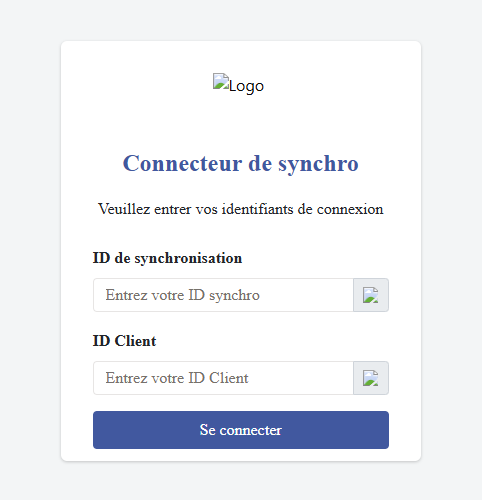 Logo
Connecteur de synchro
Veuillez entrer vos identifiants de connexion
ID de synchronisation
Entrez votre ID synchro
ID Client
Entrez votre ID Client
Se connecter